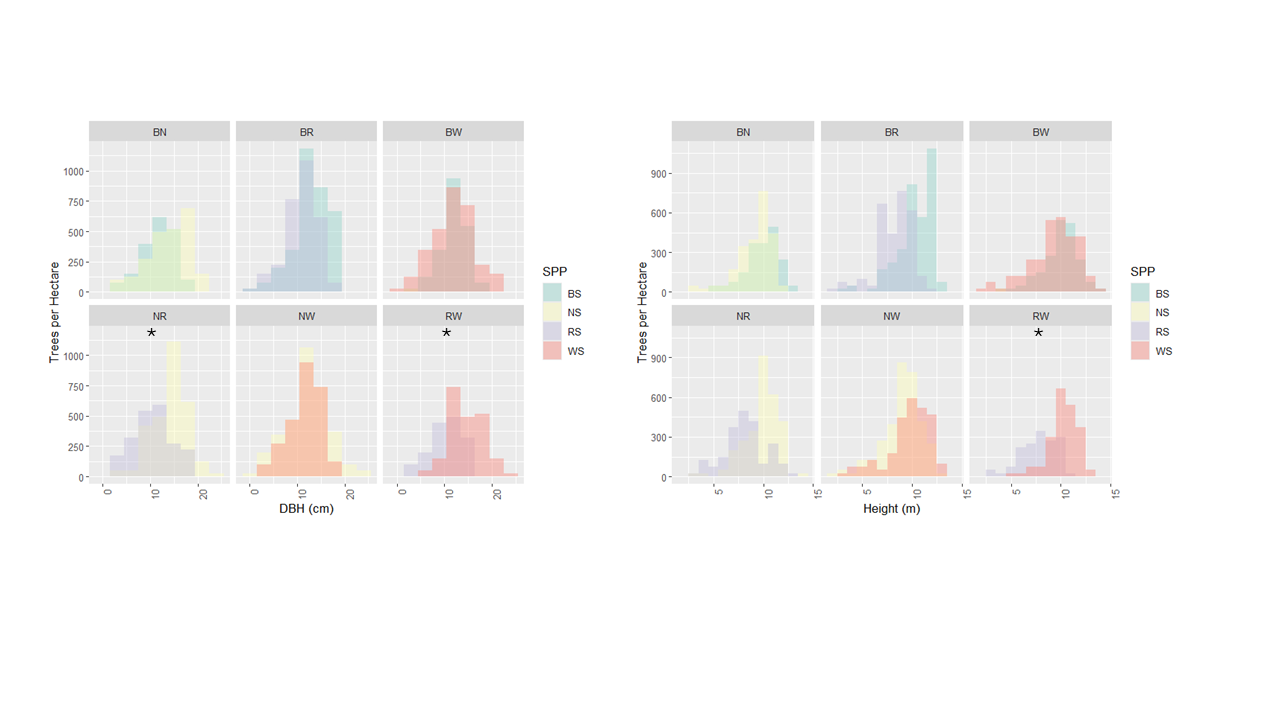 BN BR BW
1000
750
500
250
0
NR NW RW
* *
1000
750
500
250
0
0 10 20 0 10 20 0 10 20
DBH (cm)
Trees per Hectare
SPP
BS
NS
RS
WS
BN BR BW
900
600
300
0
NR NW RW
*
900
600
300
0
5 10 15 5 10 15 5 10 15
Height (m)
Trees per Hectare
SPP
BS
NS
RS
WS